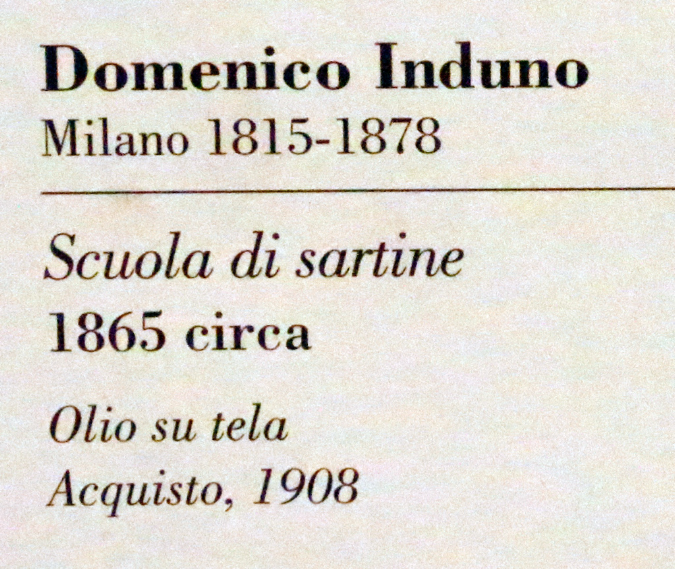 Domenico Induno
Milano 1815-1878
Scuola di sartine
1865 circa
Olio su tela
Acquisto, 1908